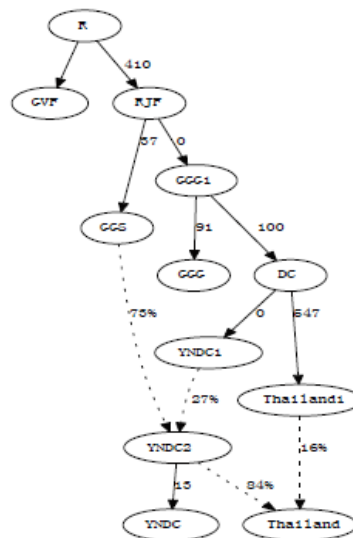 R
410
GVF
RJF
57
0
GGG1
GGS
91
100
GGG
DC
75%
0
647
YNDC1
27%
Thailand1
16%
YNDC2
15
84%
YNDC
Thailand